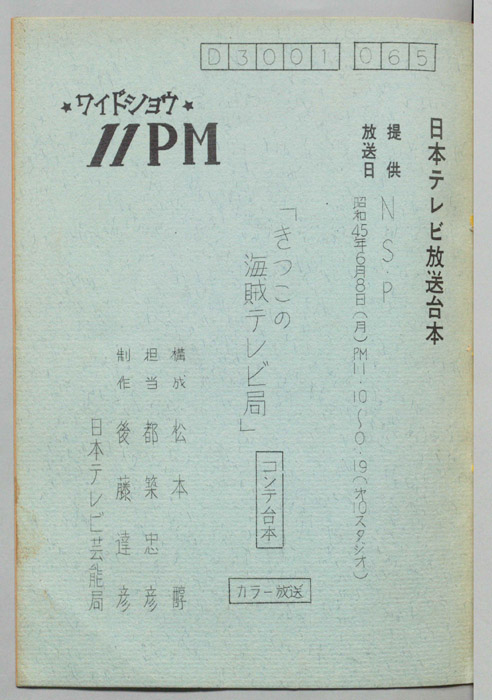 D3001 065
★ワイドショウ★
11PM
日本テレビ放送台本
提供 N・S・P
放送日 昭和45年6月8日(月)PM11・10〜0・19(オ10スタジオ)
「きつこの
海賊テレビ局」
コンテ台本
カラー放送
構成 松本 醇
担当 都築忠彦
制作 後藤達彦
日本テレビ芸能局